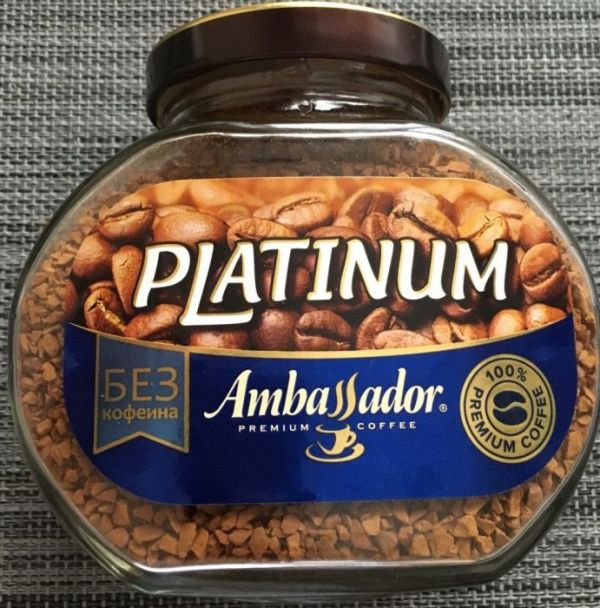 PLATINUM
БЕЗ
кофеина
Ambassador®
PREMIUM COFFEE
100%
PREMIUM COFFEE